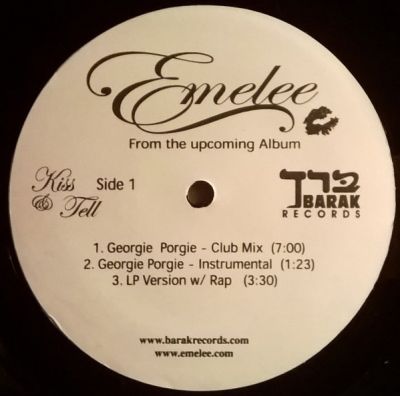 Emelee
From the upcoming Album
Kiss & Tell
Side 1
ברך
BARAK
RECORDS
1. Georgie Porgie - Club Mix (7:00)
2. Georgie Porgie - Instrumental (1:23)
3. LP Version w/ Rap (3:30)
www.barakrecords.com
www.emelee.com